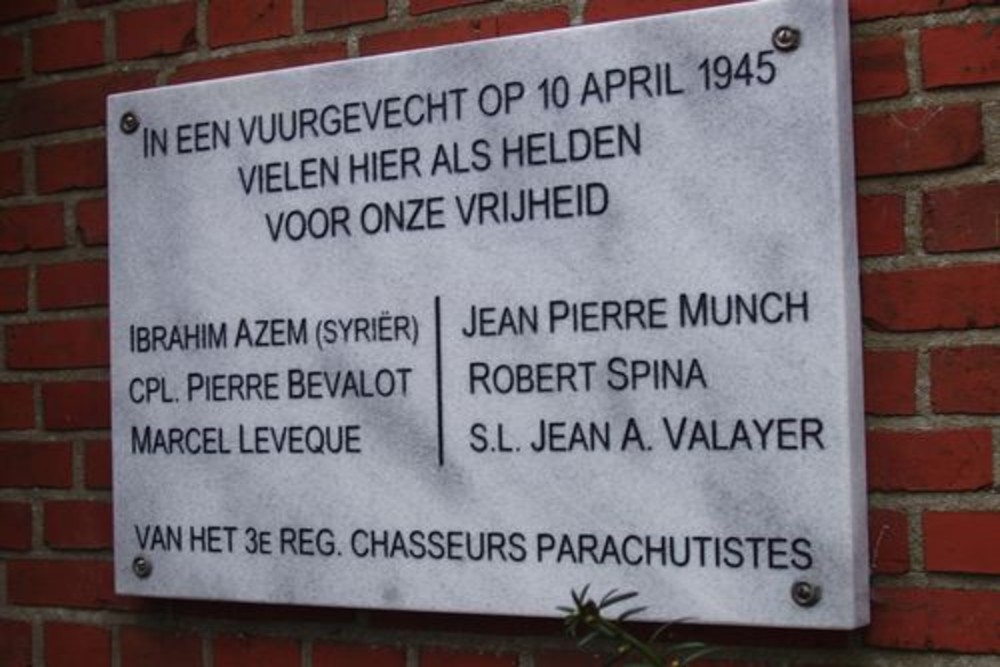 IN EEN VUURGEVECHT OP 10 APRIL 1945
VIELEN HIER ALS HELDEN
VOOR ONZE VRIJHEID
IBRAHIM AZEM (SYRIËR)
CPL. PIERRE BEVALOT
MARCEL LEVEQUE
JEAN PIERRE MUNCH
ROBERT SPINA
S.L. JEAN A. VALAYER
VAN HET 3E REG. CHASSEURS PARACHUTISTES